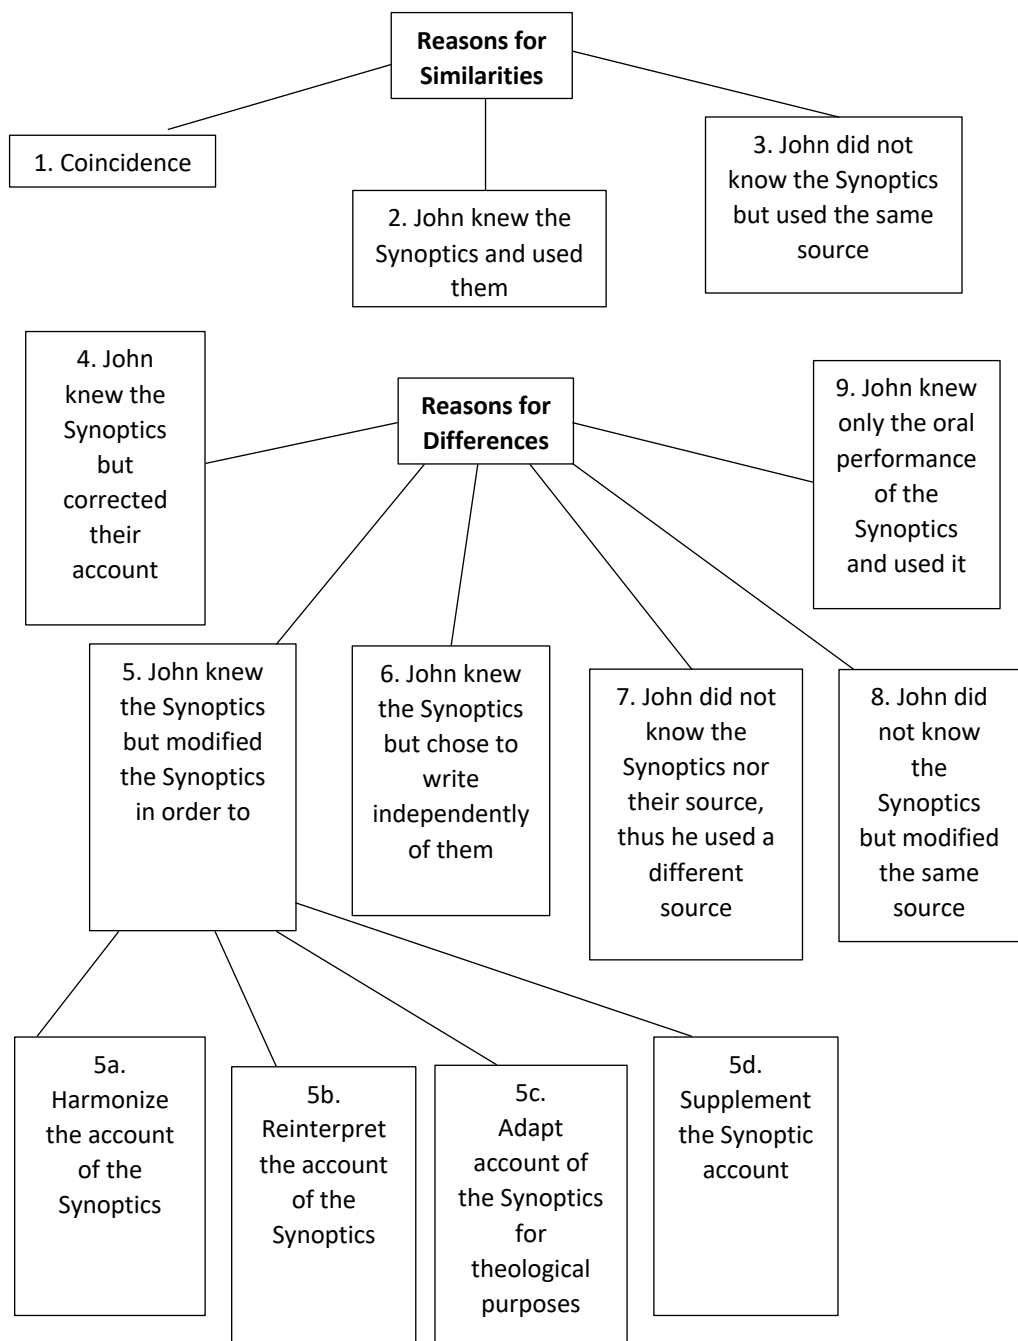 Reasons for
Similarities
1. Coincidence
2. John knew the
Synoptics and used
them
3. John did not
know the Synoptics
but used the same
source
4. John
knew the
Synoptics
but
corrected
their
account
Reasons for
Differences
9. John knew
only the oral
performance
of the
Synoptics
and used it
5. John knew
the Synoptics
but modified
the Synoptics
in order to
6. John knew
the Synoptics
but chose to
write
independently
of them
7. John did not
know the
Synoptics nor
their source,
thus he used a
different
source
8. John did
not know
the
Synoptics
but modified
the same
source
5a.
Harmonize
the account
of the
Synoptics
5b.
Reinterpret
the account
of the
Synoptics
5c.
Adapt
account of
the Synoptics
for
theological
purposes
5d.
Supplement
the Synoptic
account